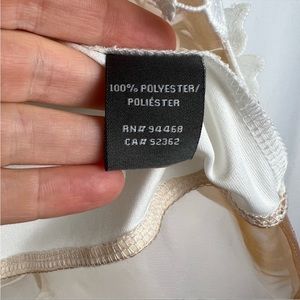 100% POLYESTER/
POLIÉSTER
RN# 94468
CA# 52362